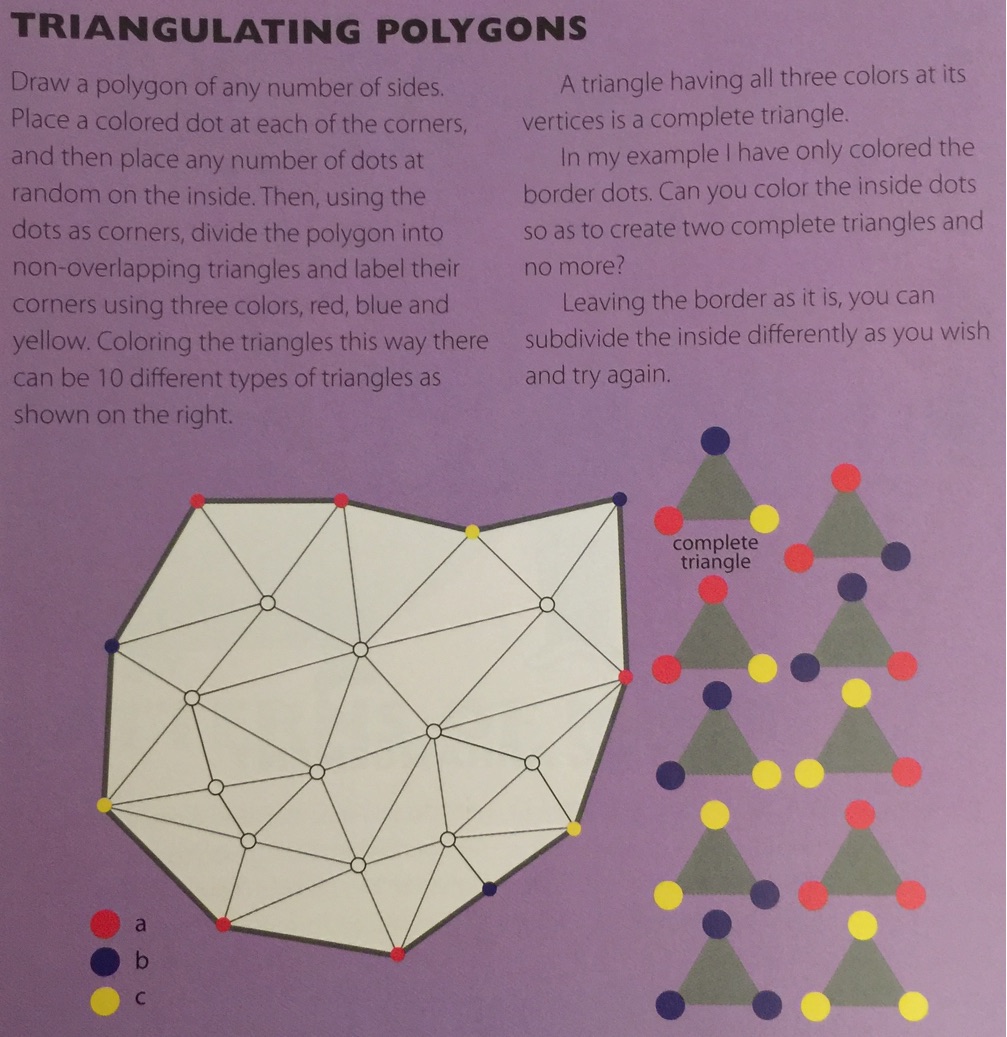 TRIANGULATING POLYGONS
Draw a polygon of any number of sides.
Place a colored dot at each of the corners,
and then place any number of dots at
random on the inside. Then, using the
dots as corners, divide the polygon into
non-overlapping triangles and label their
corners using three colors, red, blue and
yellow. Coloring the triangles this way there
can be 10 different types of triangles as
shown on the right.
A triangle having all three colors at its
vertices is a complete triangle.
In my example I have only colored the
border dots. Can you color the inside dots
so as to create two complete triangles and
no more?
Leaving the border as it is, you can
subdivide the inside differently as you wish
and try again.
complete
triangle
a
b
c